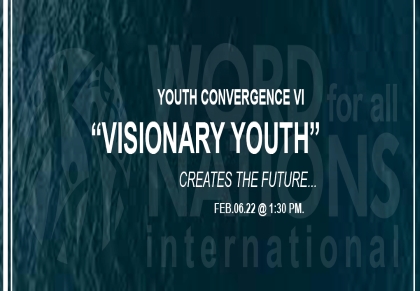 YOUTH CONVERGENCE VI
“VISIONARY YOUTH”
CREATES THE FUTURE...
FEB.06.22 @ 1:30 PM.
WORD
for all
NATIONS
international